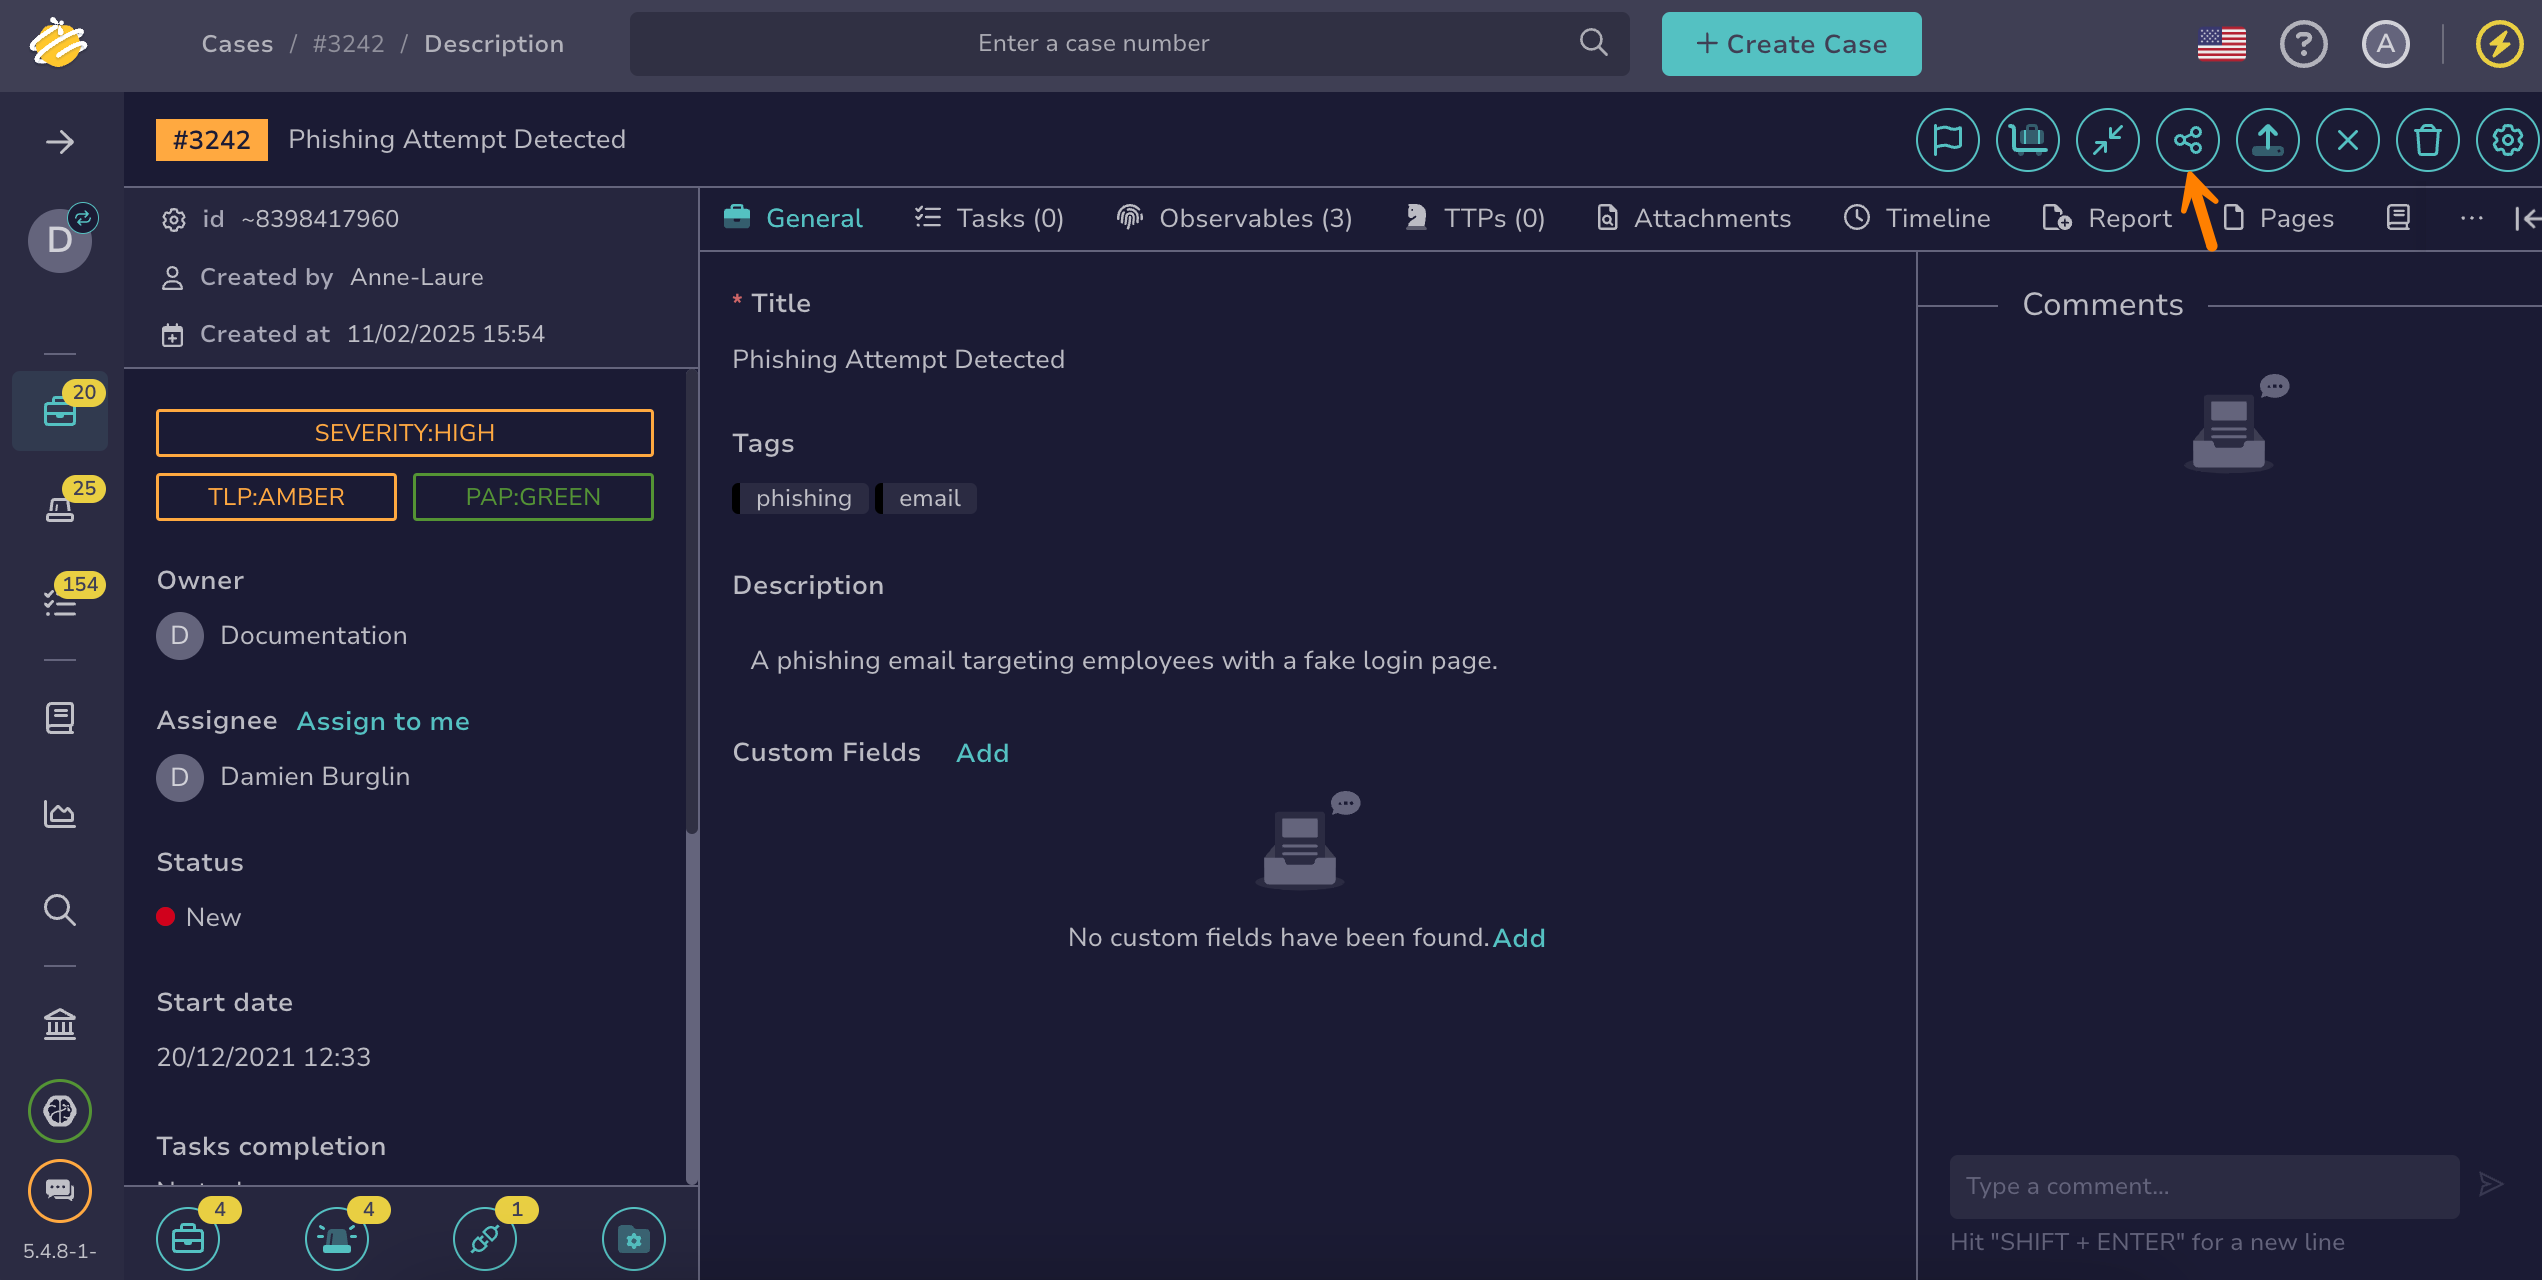 Cases / #3242 / Description
Enter a case number
+ Create Case
A
#3242 Phishing Attempt Detected
id ~8398417960
Created by Anne-Laure
Created at 11/02/2025 15:54
General
Tasks (0)
Observables (3)
TTPs (0)
Attachments
Timeline
Report
Pages
...
D
20
25
154
5.4.8-1-
SEVERITY:HIGH
TLP:AMBER PAP:GREEN
Owner
D Documentation
Assignee Assign to me
D Damien Burglin
Status
New
Start date
20/12/2021 12:33
Tasks completion
4 4 1
* Title
Phishing Attempt Detected
Tags
phishing email
Description
A phishing email targeting employees with a fake login page.
Custom Fields Add
No custom fields have been found. Add
Comments
Type a comment...
Hit "SHIFT + ENTER" for a new line